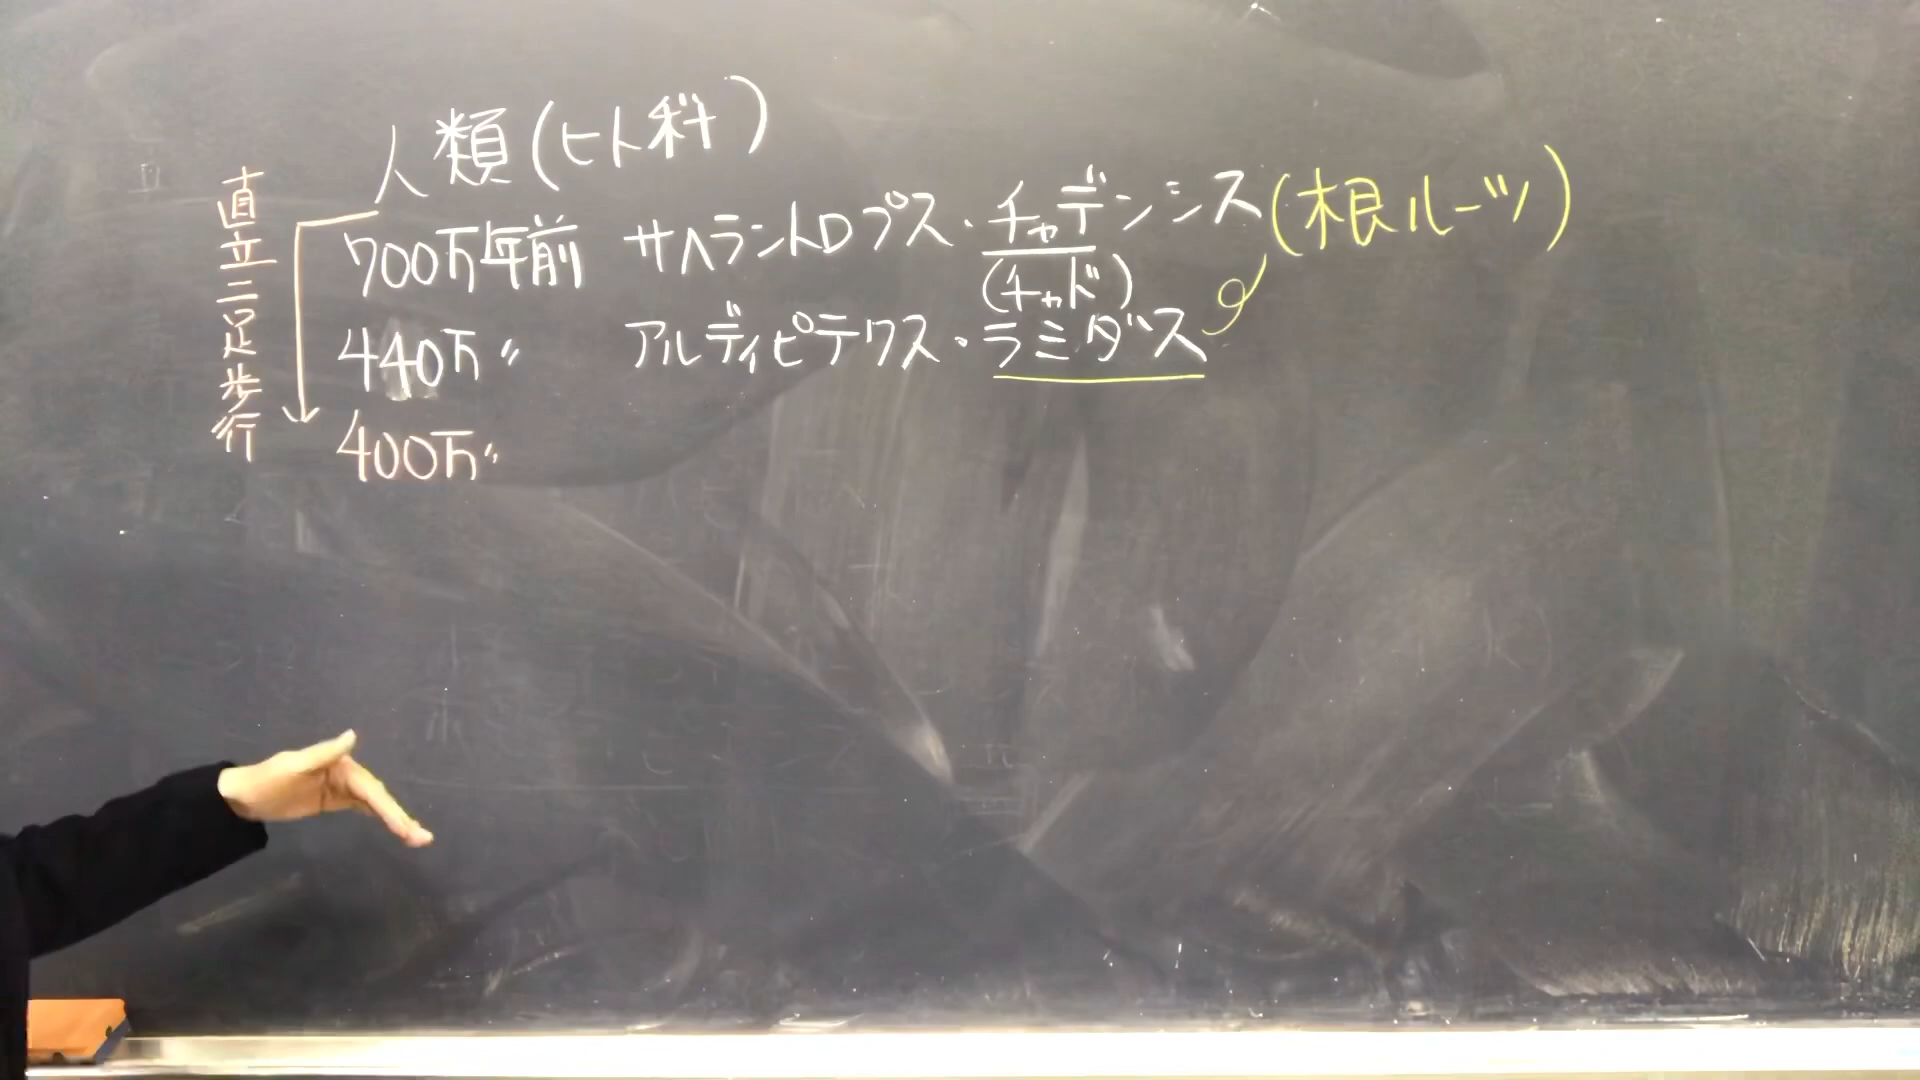 人類(ヒト科)
直立二足歩行
700万年前 サヘラントロプス・チャデンシス(根ルーツ)
(チャド)
440万〃 アルディピテクス・ラミダス
400万〃